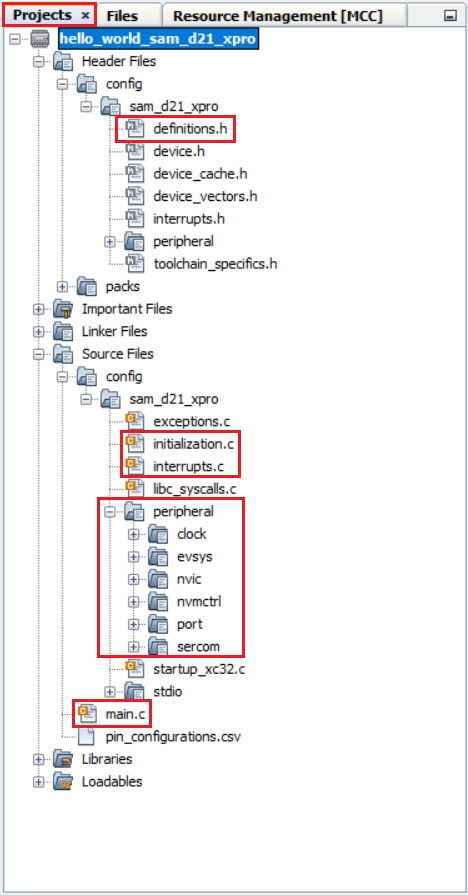 Projects × Files Resource Management [MCC]
hello_world_sam_d21_xpro
Header Files
config
sam_d21_xpro
definitions.h
device.h
device_cache.h
device_vectors.h
interrupts.h
peripheral
toolchain_specifics.h
packs
Important Files
Linker Files
Source Files
config
sam_d21_xpro
exceptions.c
initialization.c
interrupts.c
libc_syscalls.c
peripheral
clock
evsys
nvic
nvmctrl
port
sercom
startup_xc32.c
stdio
main.c
pin_configurations.csv
Libraries
Loadables